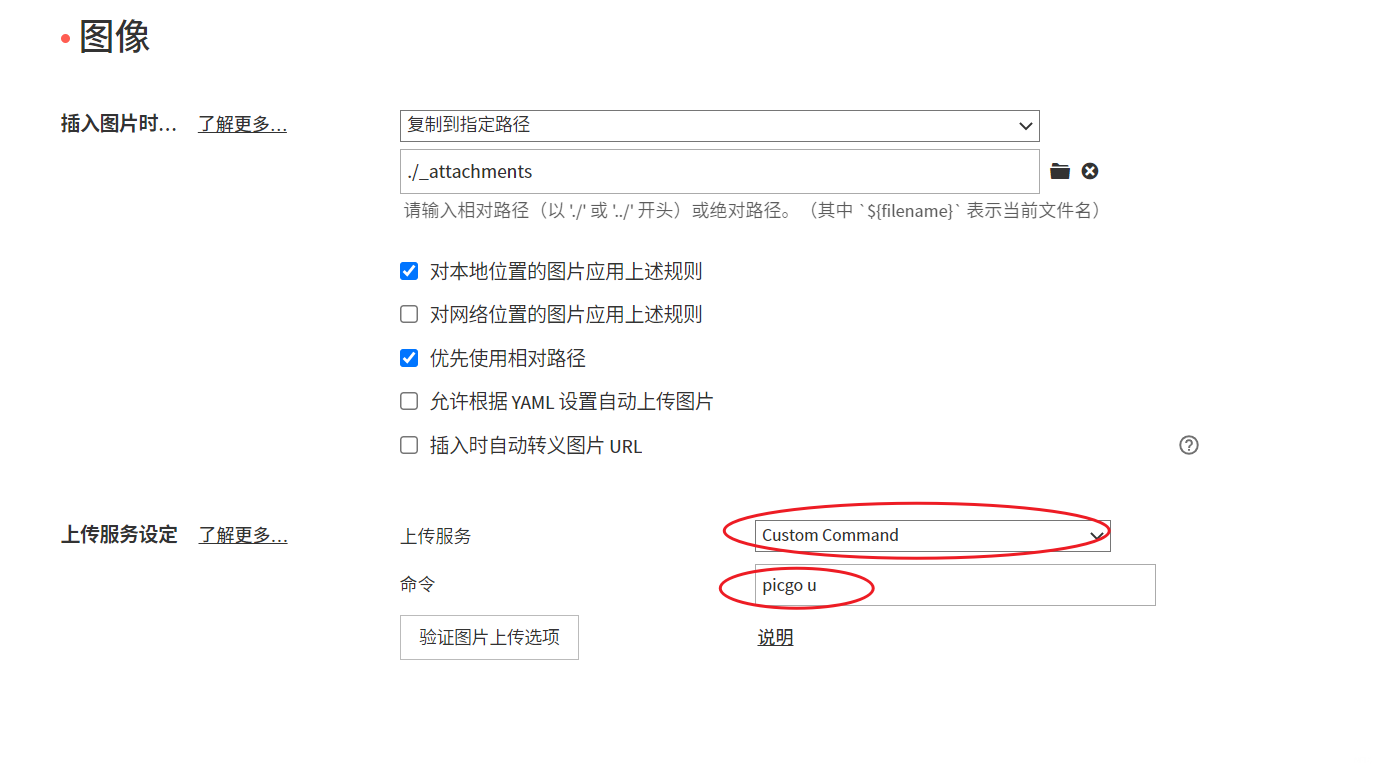 图像
插入图片时… 了解更多…
复制到指定路径
./_attachments
请输入相对路径（以 './' 或 '../' 开头）或绝对路径。（其中 `${filename}` 表示当前文件名）
对本地位置的图片应用上述规则
对网络位置的图片应用上述规则
优先使用相对路径
允许根据 YAML 设置自动上传图片
插入时自动转义图片 URL
上传服务设定 了解更多…
上传服务 Custom Command
命令 picgo u
验证图片上传选项 说明